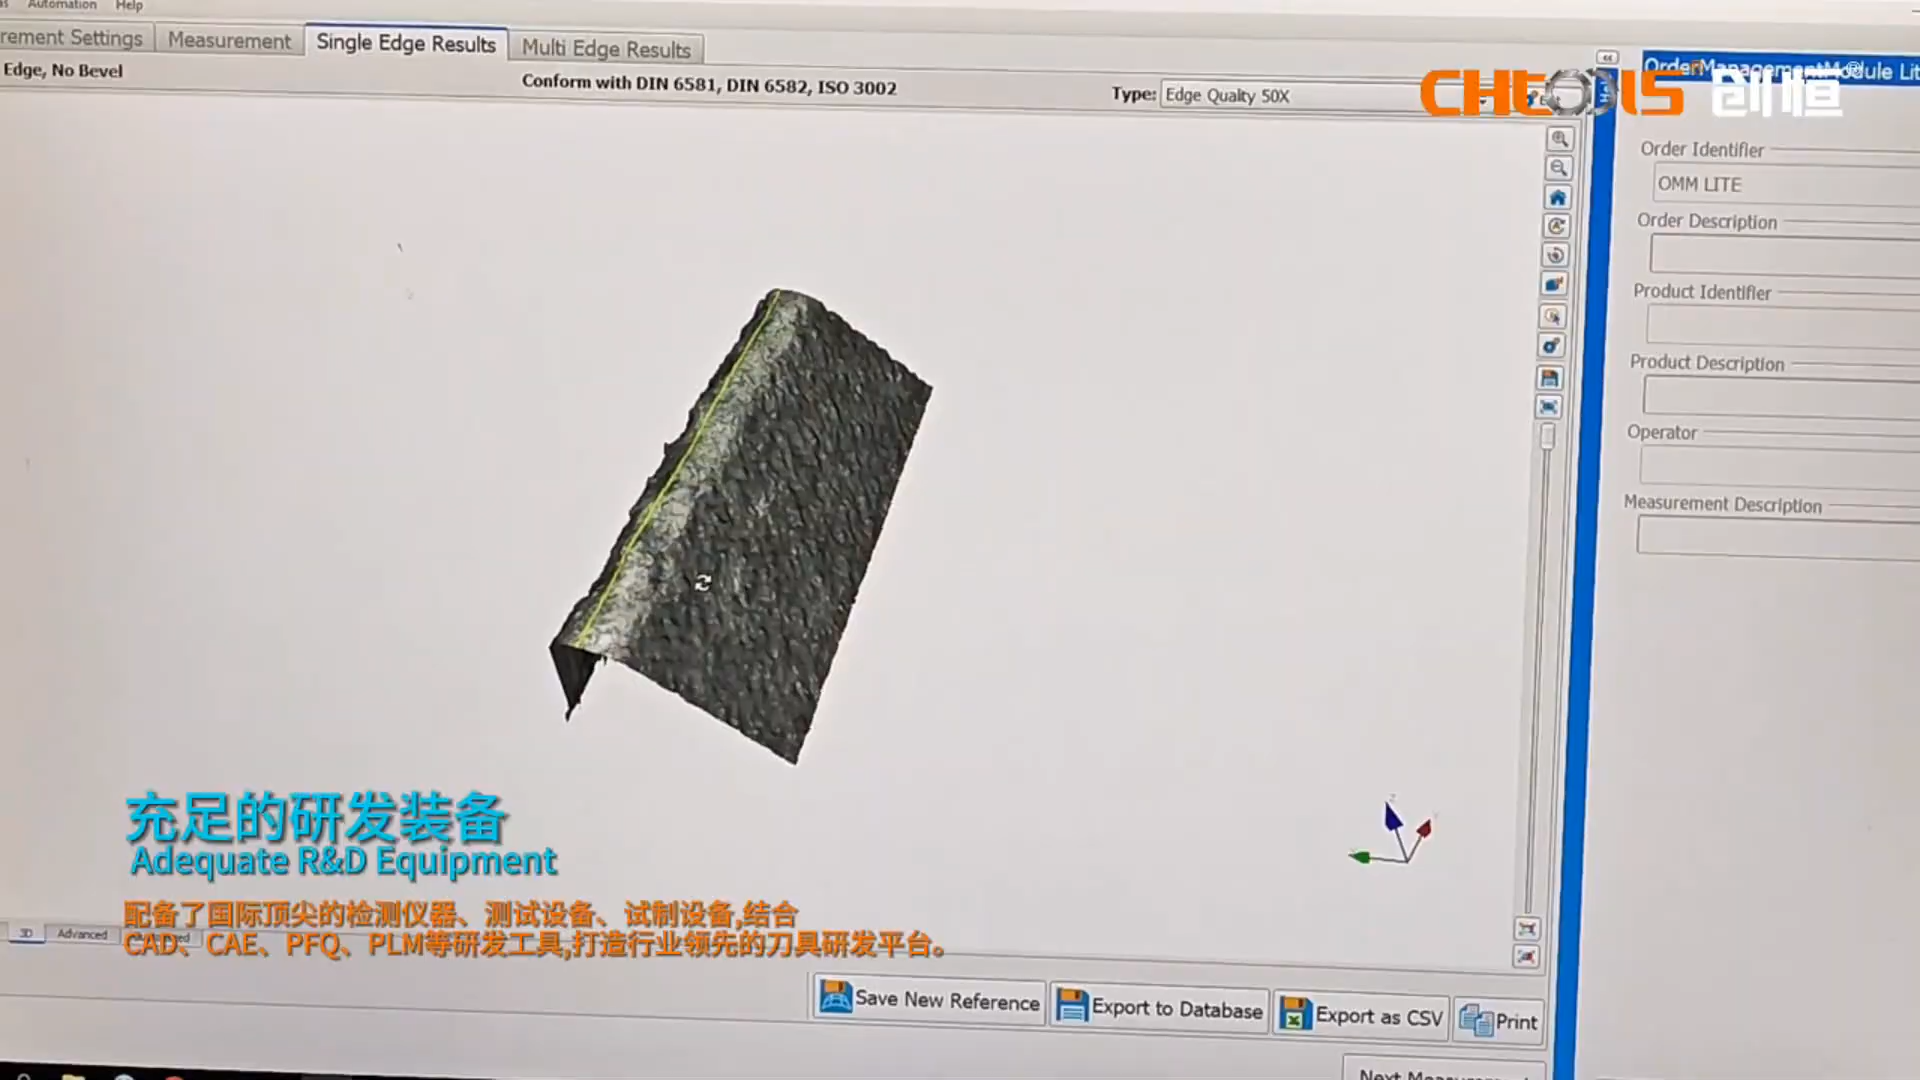 Automation Help
rement Settings Measurement Single Edge Results Multi Edge Results
Edge, No Bevel
Conform with DIN 6581, DIN 6582, ISO 3002
Type: Edge Qualty 50X
OrderManagementModule Lit
CHtools 创恒®
Order Identifier
OMM LITE
Order Description
Product Identifier
Product Description
Operator
Measurement Description
充足的研发装备
Adequate R&D Equipment
配备了国际顶尖的检测仪器、测试设备、试制设备,结合
CAD、CAE、PFQ、PLM等研发工具,打造行业领先的刀具研发平台。
3D Advanced
Save New Reference Export to Database Export as CSV Print